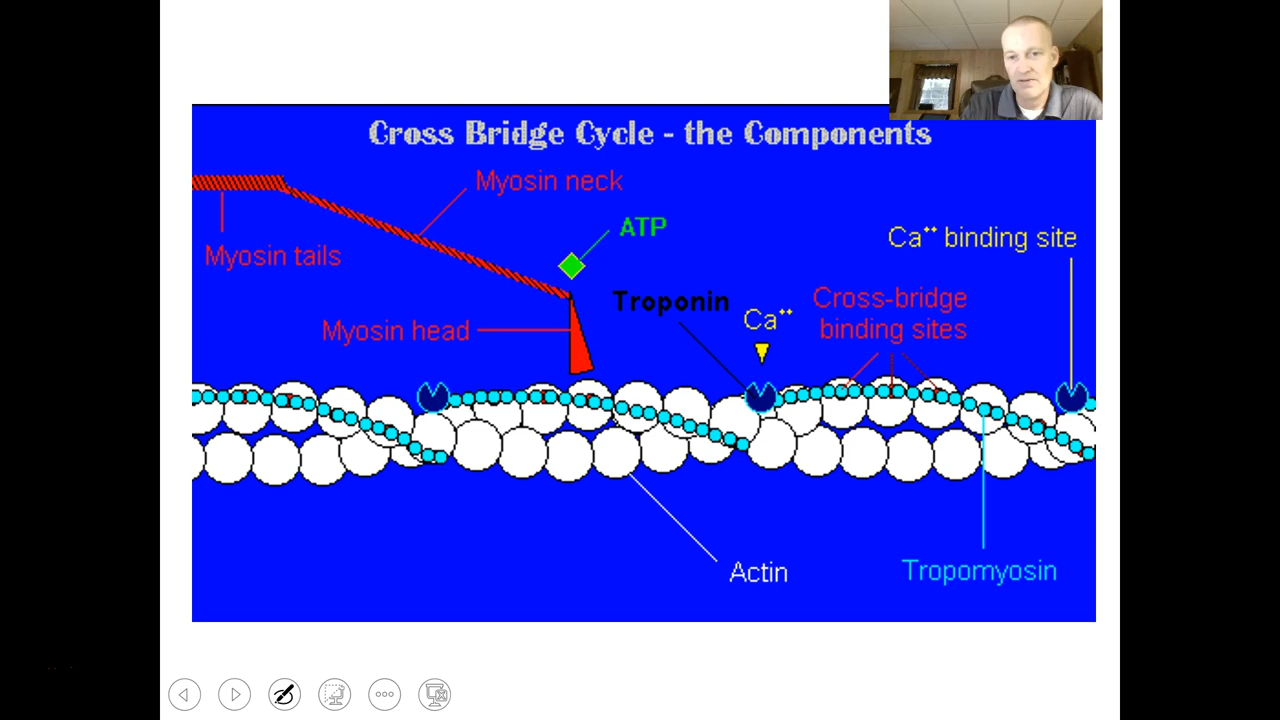 Cross Bridge Cycle - the Components
Myosin neck
ATP
Myosin tails
Ca⁺⁺ binding site
Troponin
Ca⁺⁺
Cross-bridge
binding sites
Myosin head
Actin
Tropomyosin